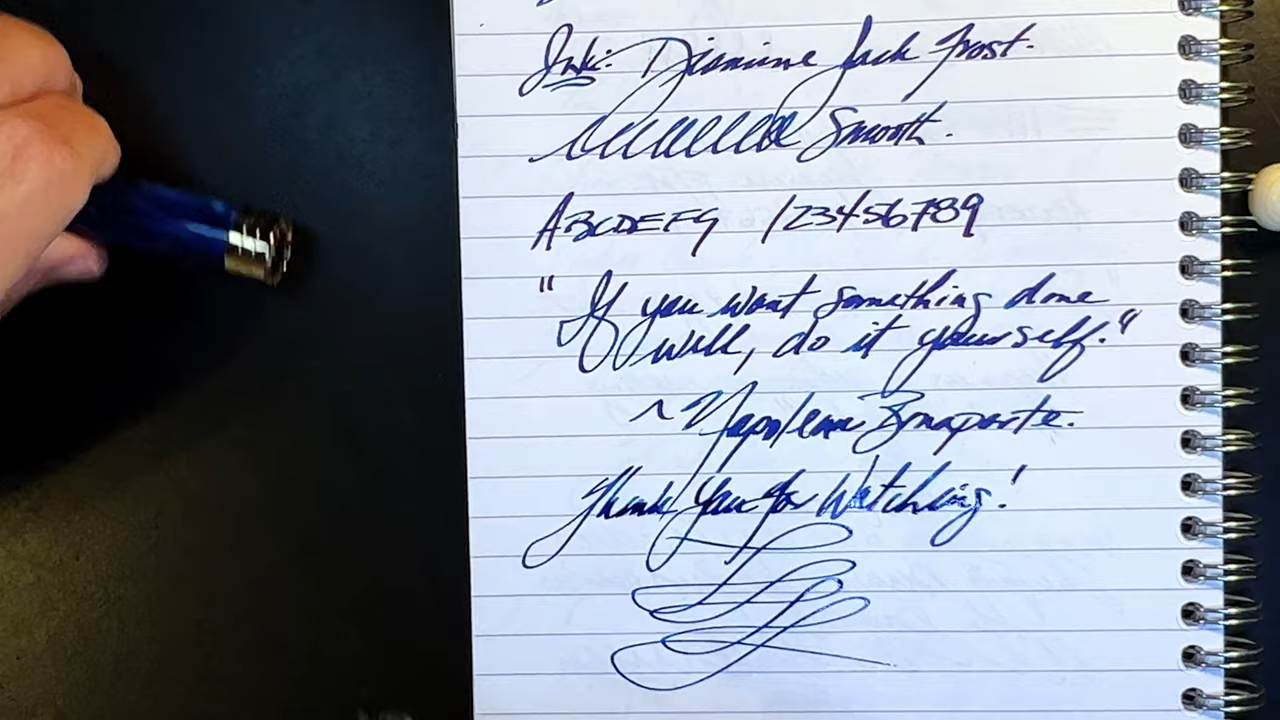 Ink: Diamine Jack Frost.
Smooth.
ABCDEFG 123456789
"If you want something done
well, do it yourself."
~ Napoleon Bonaparte.
Thank You for Watching!